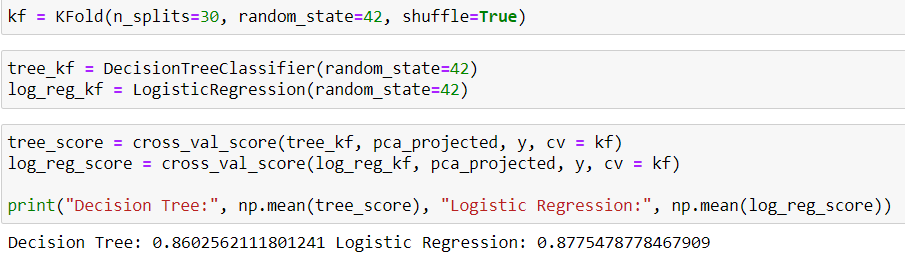 kf = KFold(n_splits=30, random_state=42, shuffle=True)
tree_kf = DecisionTreeClassifier(random_state=42)
log_reg_kf = LogisticRegression(random_state=42)
tree_score = cross_val_score(tree_kf, pca_projected, y, cv = kf)
log_reg_score = cross_val_score(log_reg_kf, pca_projected, y, cv = kf)
print("Decision Tree:", np.mean(tree_score), "Logistic Regression:", np.mean(log_reg_score))
Decision Tree: 0.8602562111801241 Logistic Regression: 0.8775478778467909